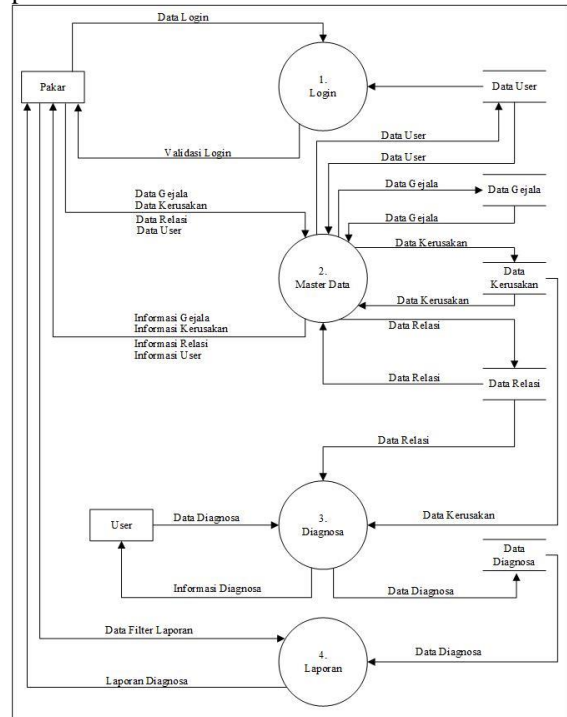 Data Login
1.
Login
Pakar
Data User
Validasi Login
Data User
Data User
Data Gejala
Data Kerusakan
Data Relasi
Data User
Data Gejala
Data Gejala
Data Gejala
Data Kerusakan
2.
Master Data
Data
Kerusakan
Data Kerusakan
Informasi Gejala
Informasi Kerusakan
Informasi Relasi
Informasi User
Data Relasi
Data Relasi
Data Relasi
Data Relasi
User
Data Diagnosa
3.
Diagnosa
Data Kerusakan
Data
Diagnosa
Informasi Diagnosa
Data Diagnosa
Data Filter Laporan
4.
Laporan
Data Diagnosa
Laporan Diagnosa